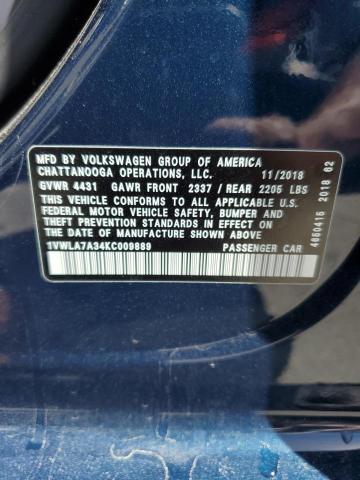 MFD BY VOLKSWAGEN GROUP OF AMERICA
CHATTANOOGA OPERATIONS, LLC. 11/2018
GVWR 4431 GAWR FRONT 2337 / REAR 2205 LBS
THIS VEHICLE CONFORMS TO ALL APPLICABLE U.S.
FEDERAL MOTOR VEHICLE SAFETY, BUMPER AND
THEFT PREVENTION STANDARDS IN EFFECT ON
THE DATE OF MANUFACTURE SHOWN ABOVE
1VWLA7A34KC009889 PASSENGER CAR
4660416 2018 62